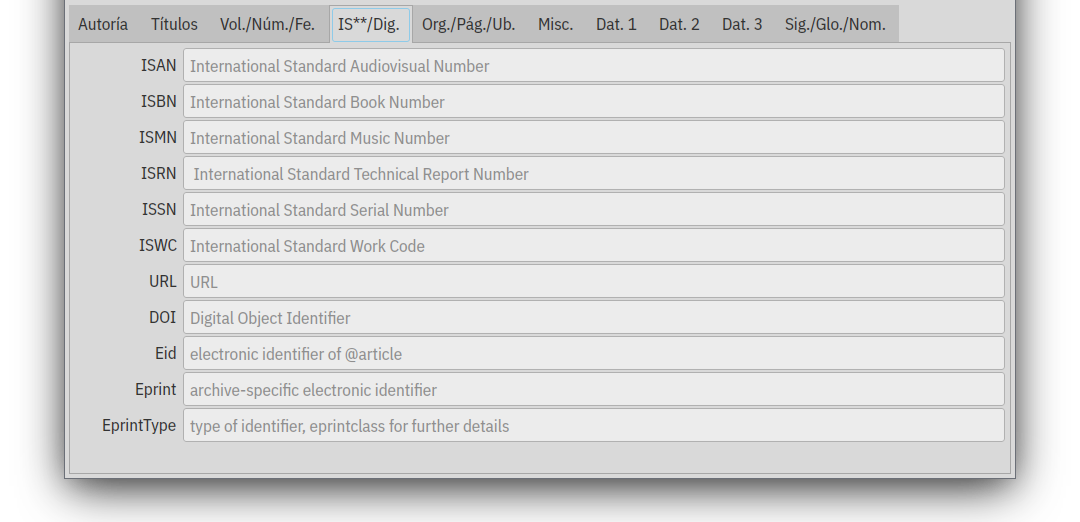 Autoría Títulos Vol./Núm./Fe. IS**/Dig. Org./Pág./Ub. Misc. Dat. 1 Dat. 2 Dat. 3 Sig./Glo./Nom.
ISAN International Standard Audiovisual Number
ISBN International Standard Book Number
ISMN International Standard Music Number
ISRN International Standard Technical Report Number
ISSN International Standard Serial Number
ISWC International Standard Work Code
URL URL
DOI Digital Object Identifier
Eid electronic identifier of @article
Eprint archive-specific electronic identifier
EprintType type of identifier, eprintclass for further details